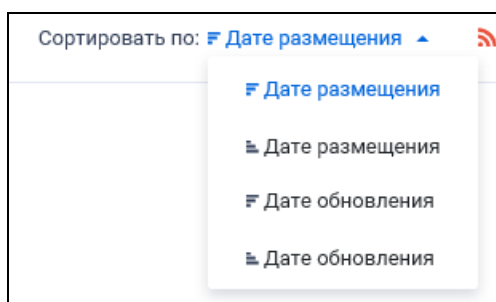 Сортировать по: Дате размещения
Дате размещения
Дате размещения
Дате обновления
Дате обновления